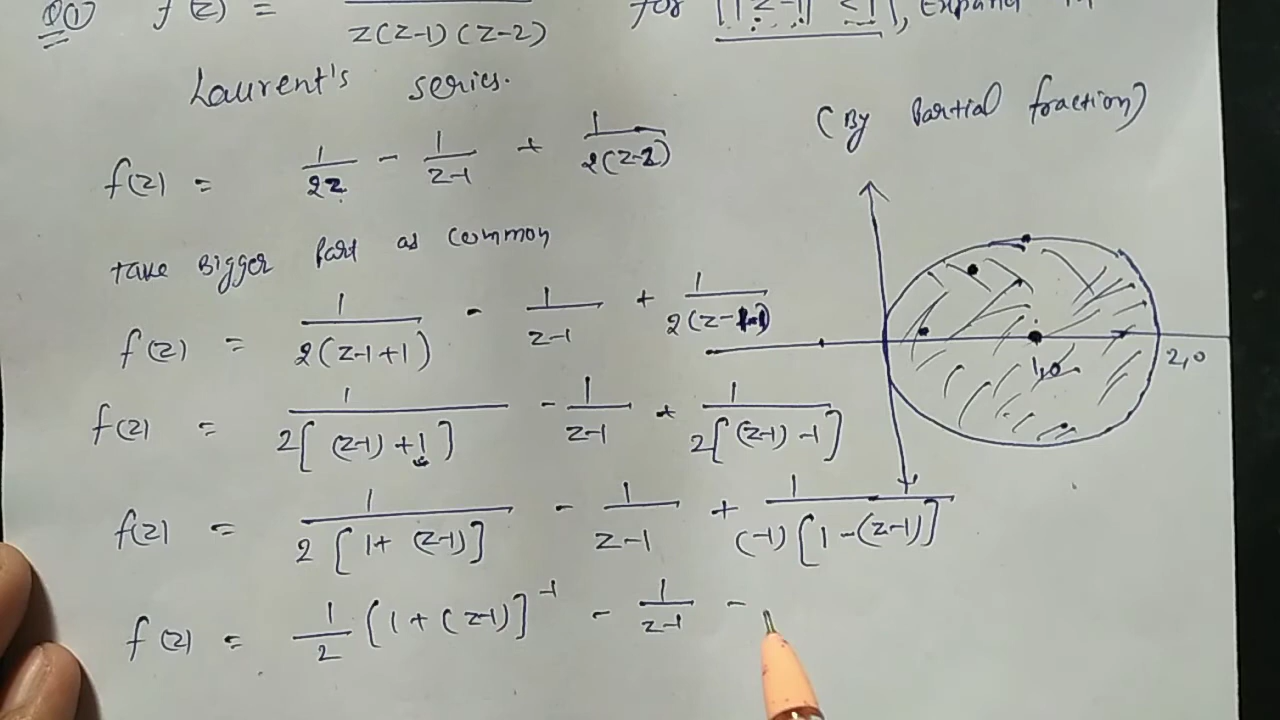 f(z) =
z(z-1)(z-2)
for |z-1| < 1, Expand in
Laurent's series.
(By Partial fraction)
f(z) = 1/2z - 1/z-1 + 1/2(z-2)
take Bigger Part as common
f(z) = 1/2(z-1+1) - 1/z-1 + 1/2(z-1-1)
f(z) = 1/2[(z-1)+1] - 1/z-1 + 1/2[(z-1)-1]
f(z) = 1/2[1+(z-1)] - 1/z-1 + 1/(-1)[1-(z-1)]
f(z) = 1/2 [1+(z-1)]^-1 - 1/z-1 -
1,0
2,0